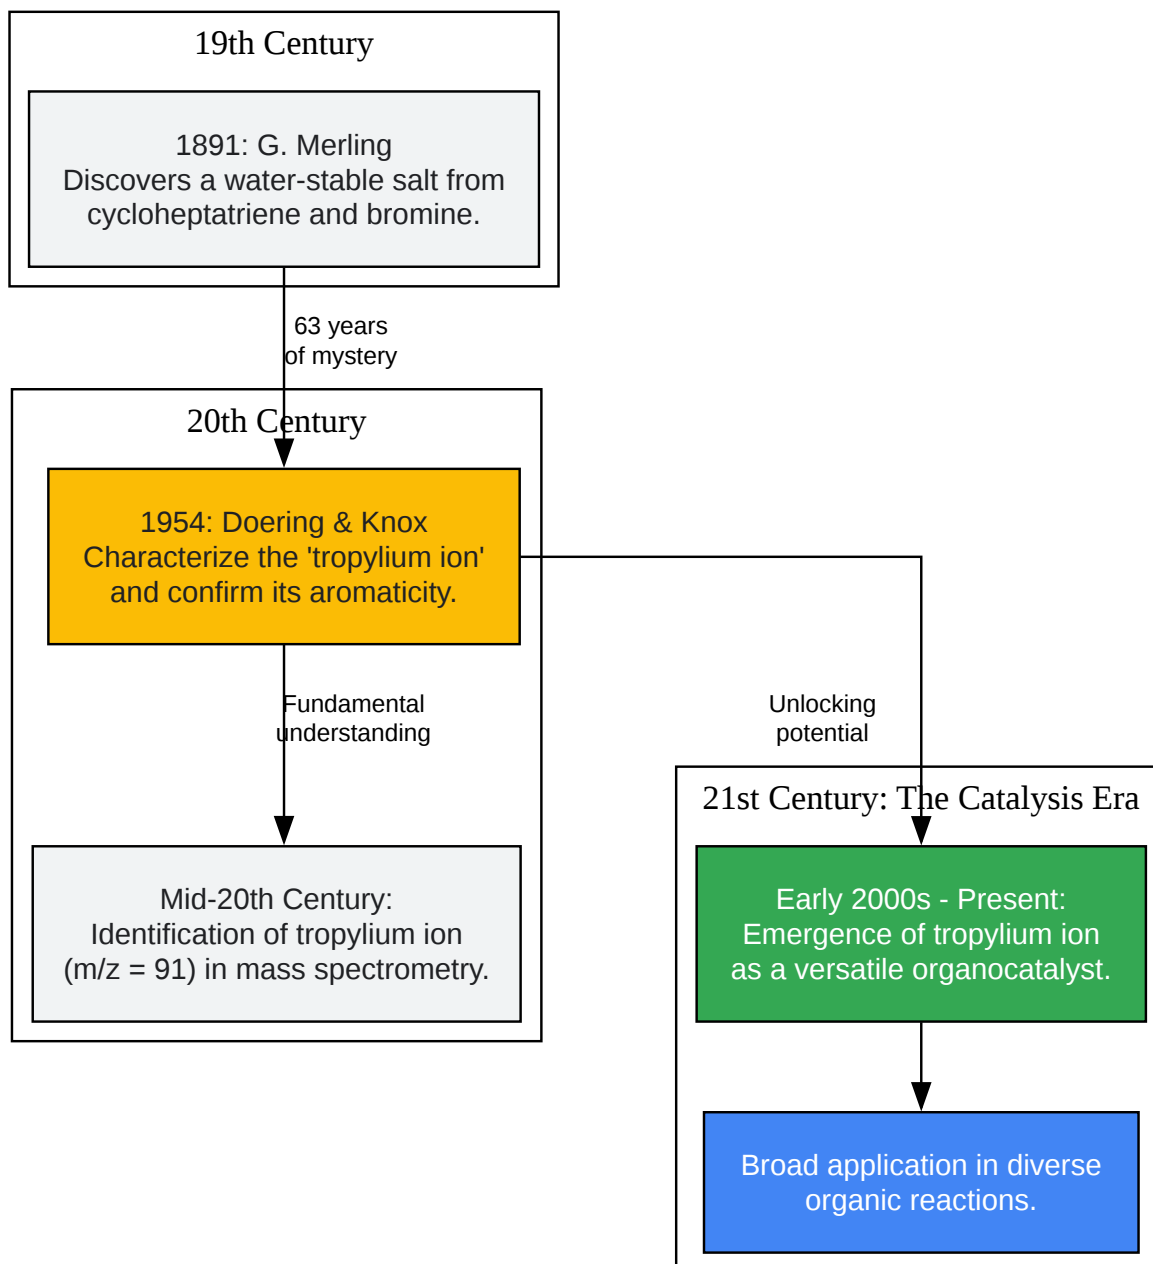 19th Century
1891: G. Merling
Discovers a water-stable salt from
cycloheptatriene and bromine.
63 years
of mystery
20th Century
1954: Doering & Knox
Characterize the 'tropylium ion'
and confirm its aromaticity.
Fundamental
understanding
Unlocking
potential
Mid-20th Century:
Identification of tropylium ion
(m/z = 91) in mass spectrometry.
21st Century: The Catalysis Era
Early 2000s - Present:
Emergence of tropylium ion
as a versatile organocatalyst.
Broad application in diverse
organic reactions.